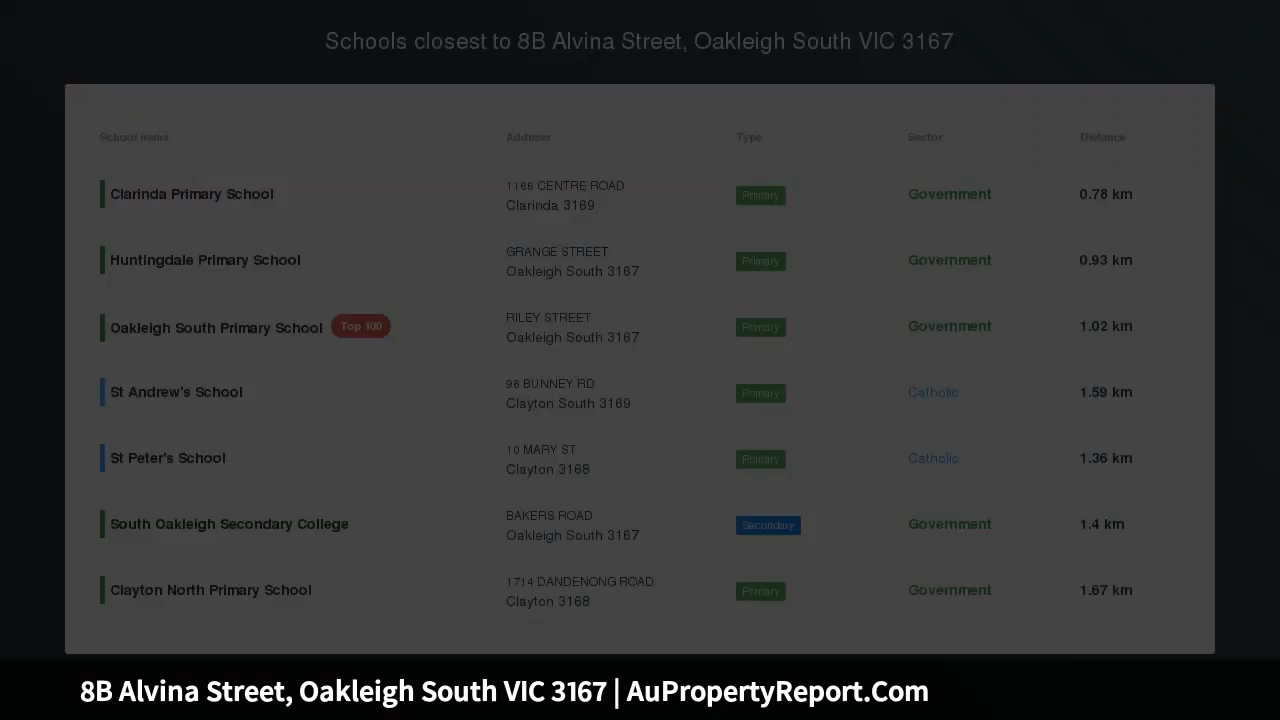 Schools closest to 8B Alvina Street, Oakleigh South VIC 3167
School name Address Type Sector Distance
Clarinda Primary School 1166 CENTRE ROAD Clarinda 3169 Primary Government 0.78 km
Huntingdale Primary School GRANGE STREET Oakleigh South 3167 Primary Government 0.93 km
Oakleigh South Primary School Top 100 RILEY STREET Oakleigh South 3167 Primary Government 1.02 km
St Andrew's School 98 BUNNEY RD Clayton South 3169 Primary Catholic 1.59 km
St Peter's School 10 MARY ST Clayton 3168 Primary Catholic 1.36 km
South Oakleigh Secondary College BAKERS ROAD Oakleigh South 3167 Secondary Government 1.4 km
Clayton North Primary School 1714 DANDENONG ROAD Clayton 3168 Primary Government 1.67 km
8B Alvina Street, Oakleigh South VIC 3167 | AuPropertyReport.Com